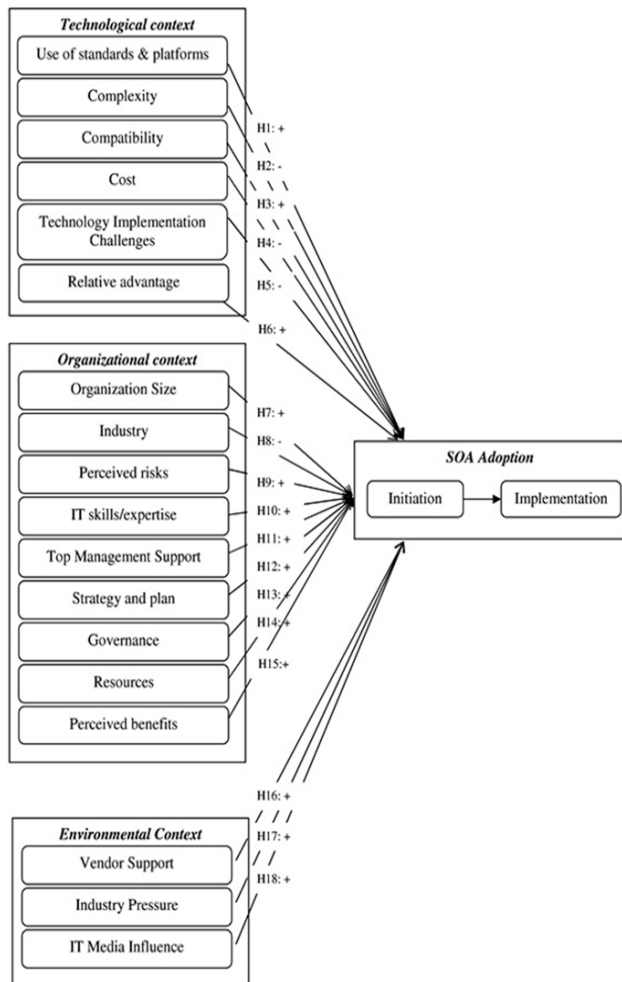 Technological context
Use of standards & platforms
Complexity
Compatibility
Cost
Technology Implementation
Challenges
Relative advantage
H1: +
H2: -
H3: +
H4: -
H5: -
H6: +
Organizational context
Organization Size
Industry
Perceived risks
IT skills/expertise
Top Management Support
Strategy and plan
Governance
Resources
Perceived benefits
H7: +
H8: -
H9: +
H10: +
H11: +
H12: +
H13: +
H14: +
H15:+
SOA Adoption
Initiation
Implementation
Environmental Context
Vendor Support
Industry Pressure
IT Media Influence
H16: +
H17: +
H18: +